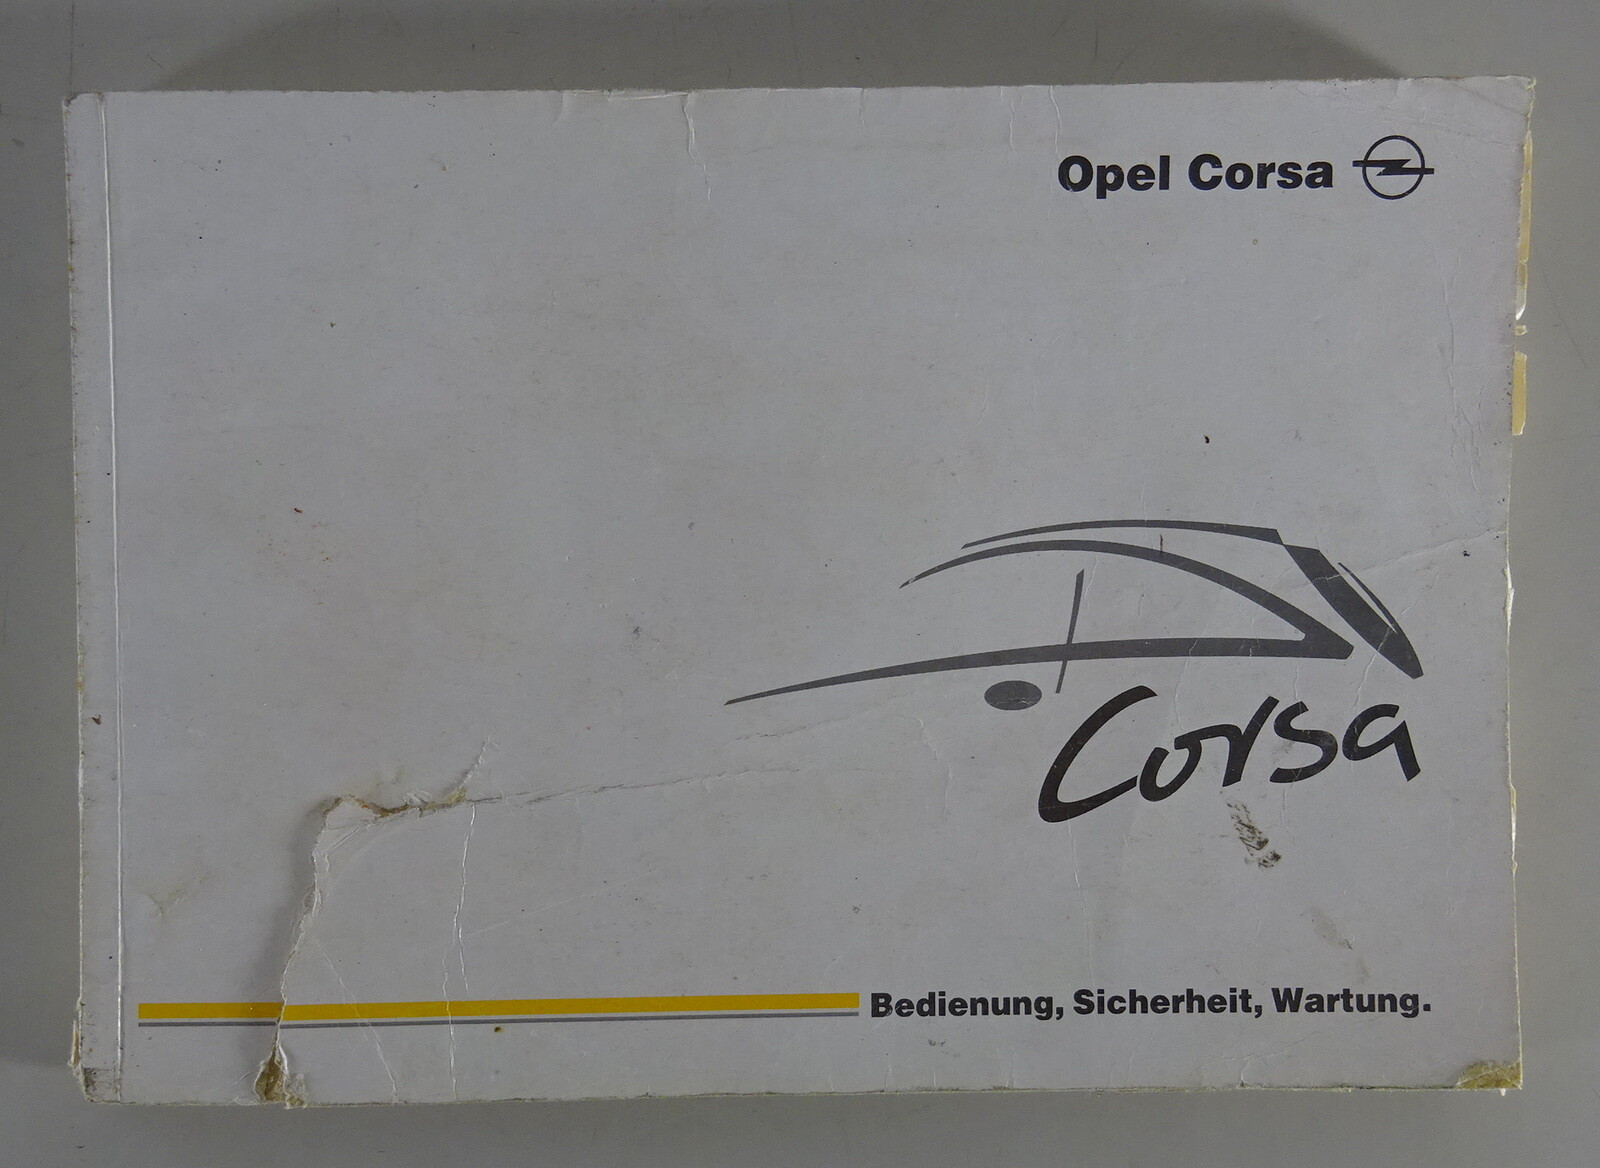 Opel Corsa
Corsa
Bedienung, Sicherheit, Wartung.